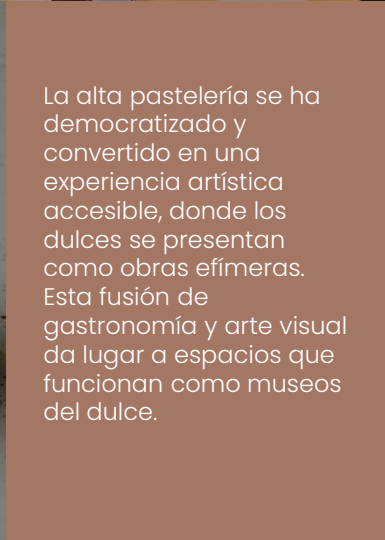 La alta pastelería se ha
democratizado y
convertido en una
experiencia artística
accesible, donde los
dulces se presentan
como obras efímeras.
Esta fusión de
gastronomía y arte visual
da lugar a espacios que
funcionan como museos
del dulce.